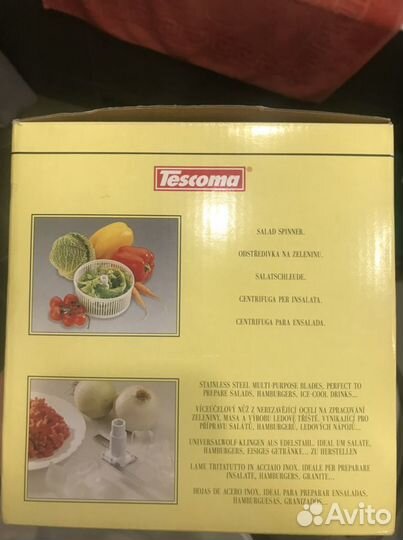 Tescoma®
SALAD SPINNER.
ODSTŘEDIVKA NA ZELENINU.
SALATSCHLEUDE.
CENTRIFUGA PER INSALATA.
CENTRIFUGA PARA ENSALADA.
STAINLESS STEEL MULTI-PURPOSE BLADES, PERFECT TO
PREPARE SALADS, HAMBURGERS, ICE-COOL DRINKS...
VÍCEÚČELOVÝ NŮŽ Z NEREZAVĚJÍCÍ OCELI NA ZPRACOVÁNÍ
ZELENINY, MASA A VÝROBU LEDOVÉ TŘÍŠTĚ. VYNIKAJÍCÍ PRO
PŘÍPRAVU SALÁTŮ, HAMBURGERŮ, LEDOVÝCH NÁPOJŮ...
UNIVERSALWOLF-KLINGEN AUS EDELSTAHL. IDEAL UM SALATE,
HAMBURGERS, EISIGES GETRÄNKE... ZU HERSTELLEN
LAME TRITATUTTO IN ACCIAIO INOX. IDEALE PER PREPARARE
INSALATE, HAMBURGERS, GRANITE...
HOJAS DE ACERO INOX. IDEAL PARA PREPARAR ENSALADAS,
HAMBURGUESAS, GRANIZADOS...
Avito